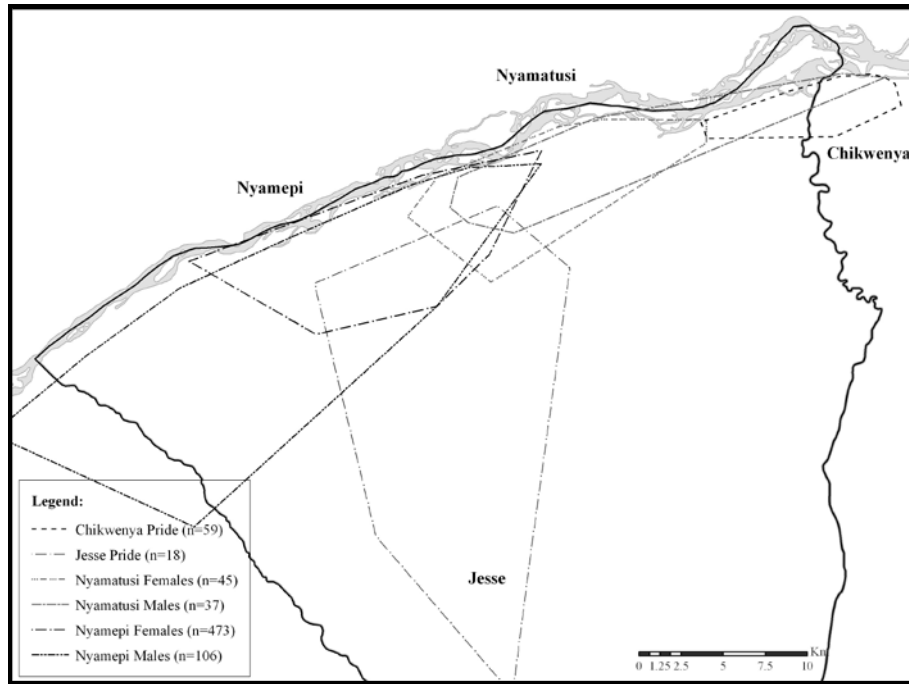 Nyamatusi
Chikwenya
Nyamepi
Jesse
Legend:
Chikwenya Pride (n=59)
Jesse Pride (n=18)
Nyamatusi Females (n=45)
Nyamatusi Males (n=37)
Nyamepi Females (n=473)
Nyamepi Males (n=106)
Km
0 1.25 2.5 5 7.5 10